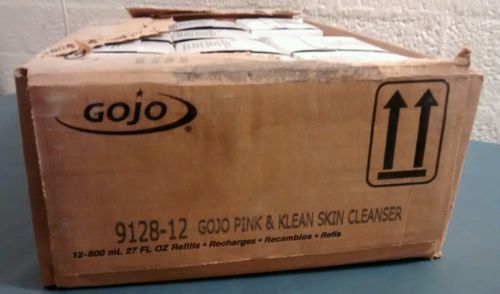 GOJO
®
9128-12 GOJO PINK & KLEAN SKIN CLEANSER
12-800 mL 27 FL OZ Refills • Recharges • Recambios • Refis